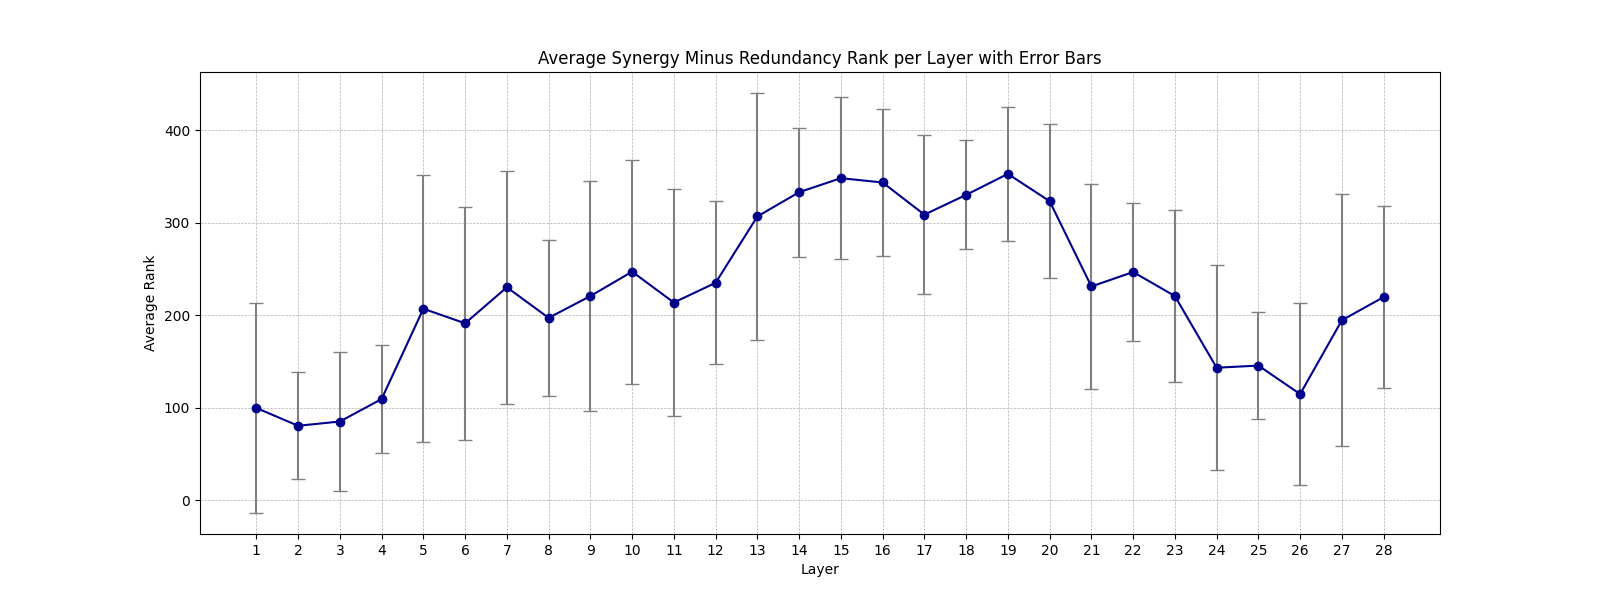 Average Synergy Minus Redundancy Rank per Layer with Error Bars
400
300
200
100
0
Average Rank
1 2 3 4 5 6 7 8 9 10 11 12 13 14 15 16 17 18 19 20 21 22 23 24 25 26 27 28
Layer